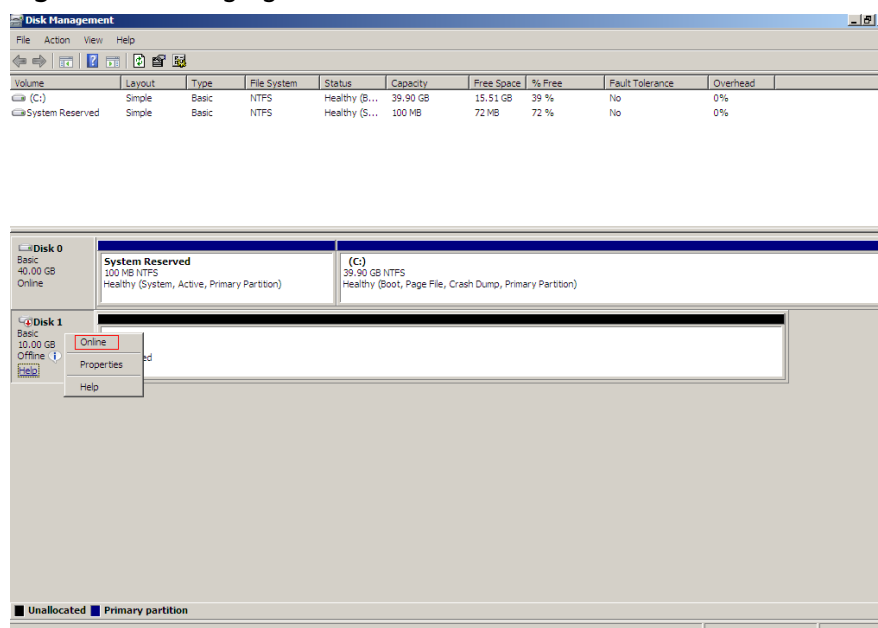 Disk Management
File Action View Help
Volume Layout Type File System Status Capacity Free Space % Free Fault Tolerance Overhead
(C:) Simple Basic NTFS Healthy (B... 39.90 GB 15.51 GB 39 % No 0%
System Reserved Simple Basic NTFS Healthy (S... 100 MB 72 MB 72 % No 0%
Disk 0
Basic
40.00 GB
Online
System Reserved
100 MB NTFS
Healthy (System, Active, Primary Partition)
(C:)
39.90 GB NTFS
Healthy (Boot, Page File, Crash Dump, Primary Partition)
Disk 1
Basic
10.00 GB
Offline
Help
Online
Properties
Help
Unallocated Primary partition